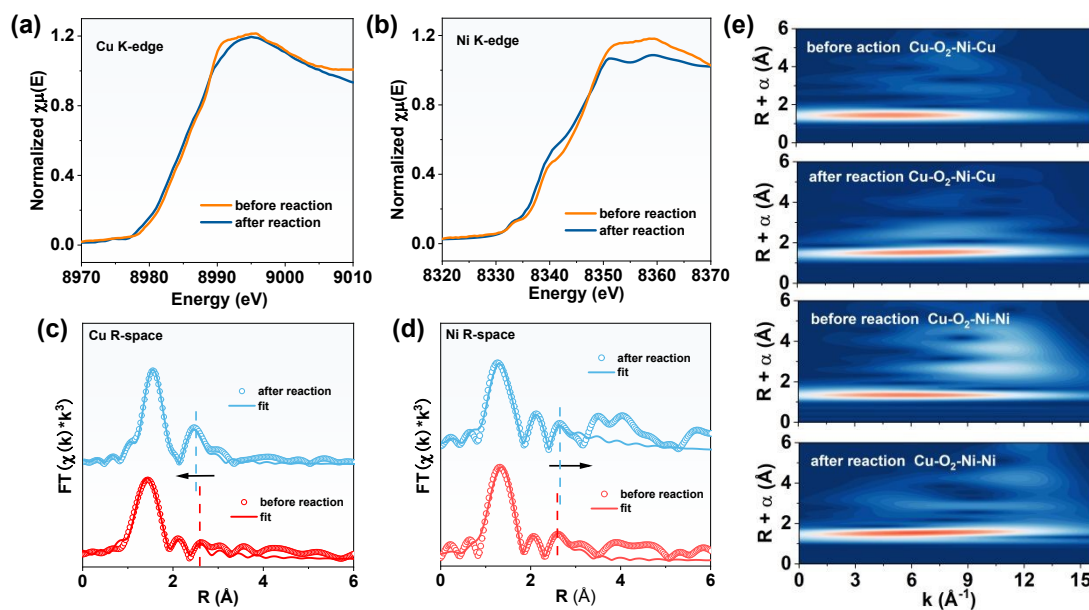 (a)
Cu K-edge
Normalized χμ(E)
1.2
0.8
0.4
0.0
before reaction
after reaction
8970 8980 8990 9000 9010
Energy (eV)
(b)
Ni K-edge
Normalized χμ(E)
1.2
0.8
0.4
0.0
before reaction
after reaction
8320 8330 8340 8350 8360 8370
Energy (eV)
(c)
Cu R-space
FT(χ(k)*k³)
after reaction
fit
before reaction
fit
0 2 4 6
R (Å)
(d)
Ni R-space
FT(χ(k)*k³)
after reaction
fit
before reaction
fit
0 2 4 6
R (Å)
(e)
before action Cu-O₂-Ni-Cu
R + α (Å)
6
4
2
0
after reaction Cu-O₂-Ni-Cu
R + α (Å)
6
4
2
0
before reaction Cu-O₂-Ni-Ni
R + α (Å)
6
4
2
0
after reaction Cu-O₂-Ni-Ni
R + α (Å)
6
4
2
0
0 3 6 9 12 15
k (Å⁻¹)